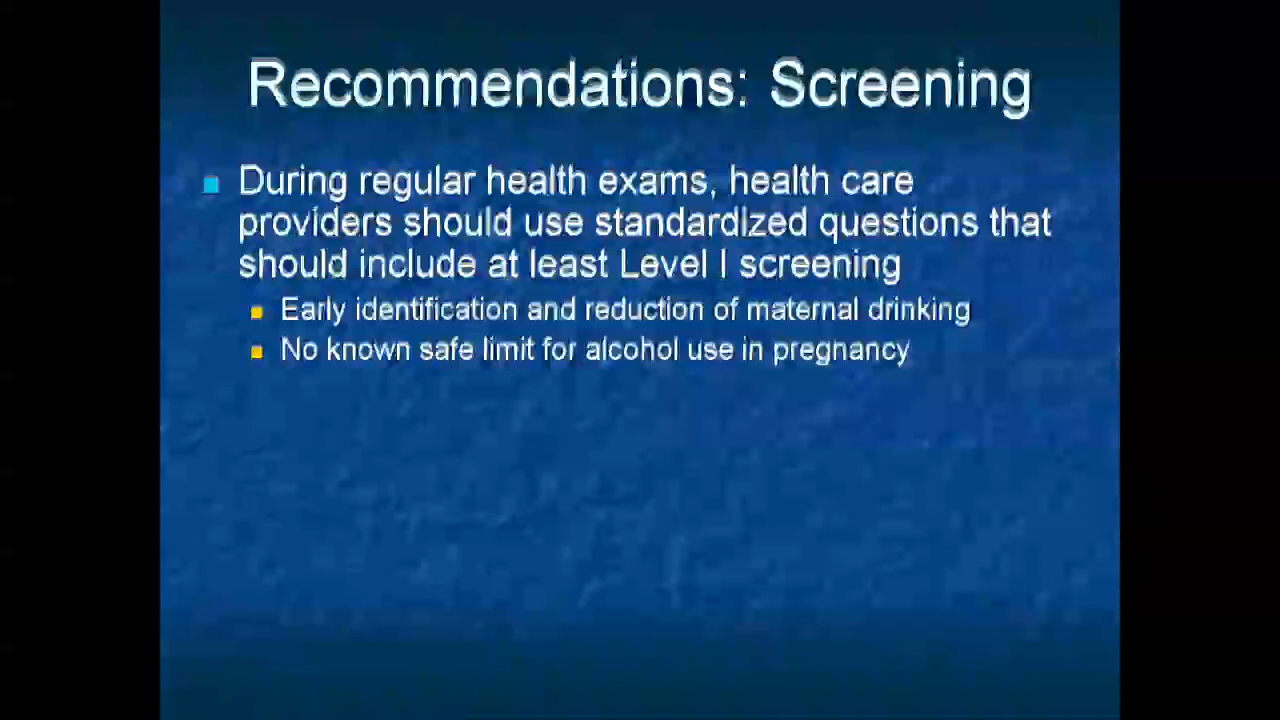 Recommendations: Screening
During regular health exams, health care
providers should use standardized questions that
should include at least Level I screening
Early identification and reduction of maternal drinking
No known safe limit for alcohol use in pregnancy